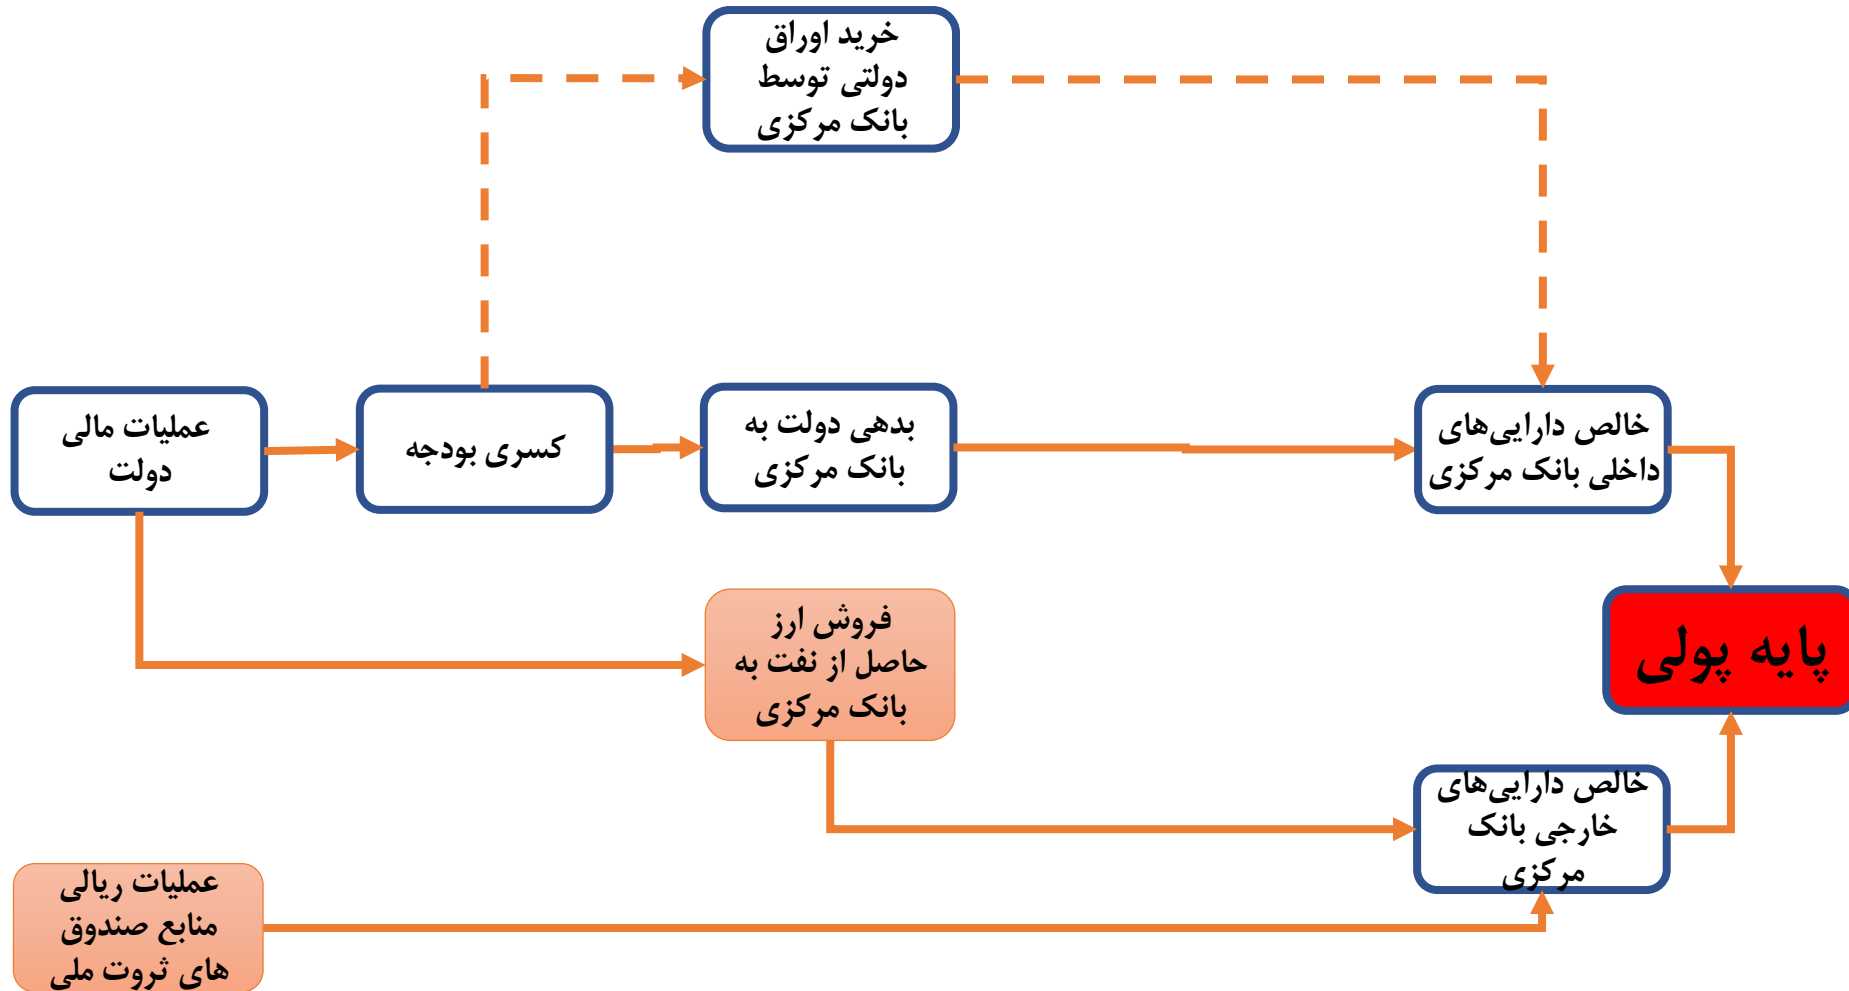 خرید اوراق
دولتی توسط
بانک مرکزی
عملیات مالی
دولت
کسری بودجه
بدهی دولت به
بانک مرکزی
خالص دارایی‌های
داخلی بانک مرکزی
فروش ارز
حاصل از نفت به
بانک مرکزی
پایه پولی
خالص دارایی‌های
خارجی بانک
مرکزی
عملیات ریالی
منابع صندوق
های ثروت ملی